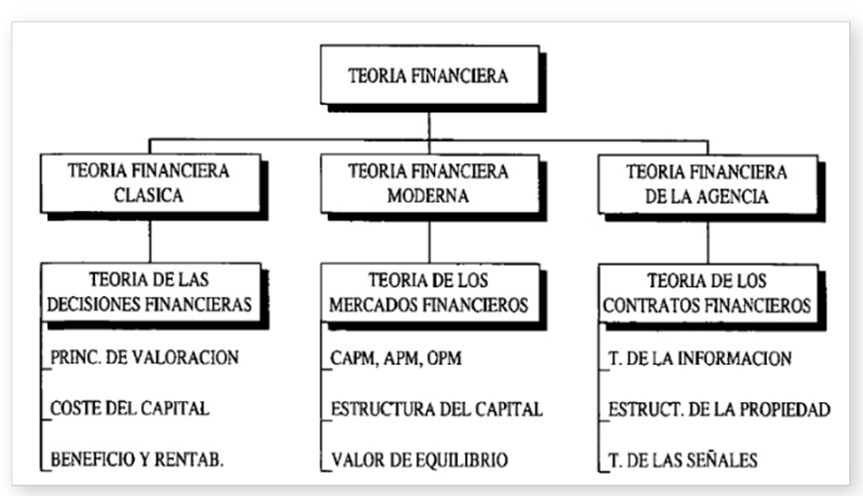 TEORIA FINANCIERA
TEORIA FINANCIERA
CLASICA
TEORIA FINANCIERA
MODERNA
TEORIA FINANCIERA
DE LA AGENCIA
TEORIA DE LAS
DECISIONES FINANCIERAS
PRINC. DE VALORACION
COSTE DEL CAPITAL
BENEFICIO Y RENTAB.
TEORIA DE LOS
MERCADOS FINANCIEROS
CAPM, APM, OPM
ESTRUCTURA DEL CAPITAL
VALOR DE EQUILIBRIO
TEORIA DE LOS
CONTRATOS FINANCIEROS
T. DE LA INFORMACION
ESTRUCT. DE LA PROPIEDAD
T. DE LAS SEÑALES